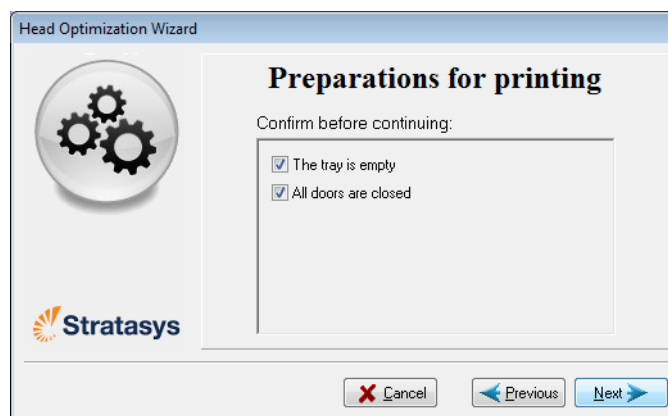 Head Optimization Wizard
Preparations for printing
Confirm before continuing:
The tray is empty
All doors are closed
Stratasys
Cancel
Previous
Next